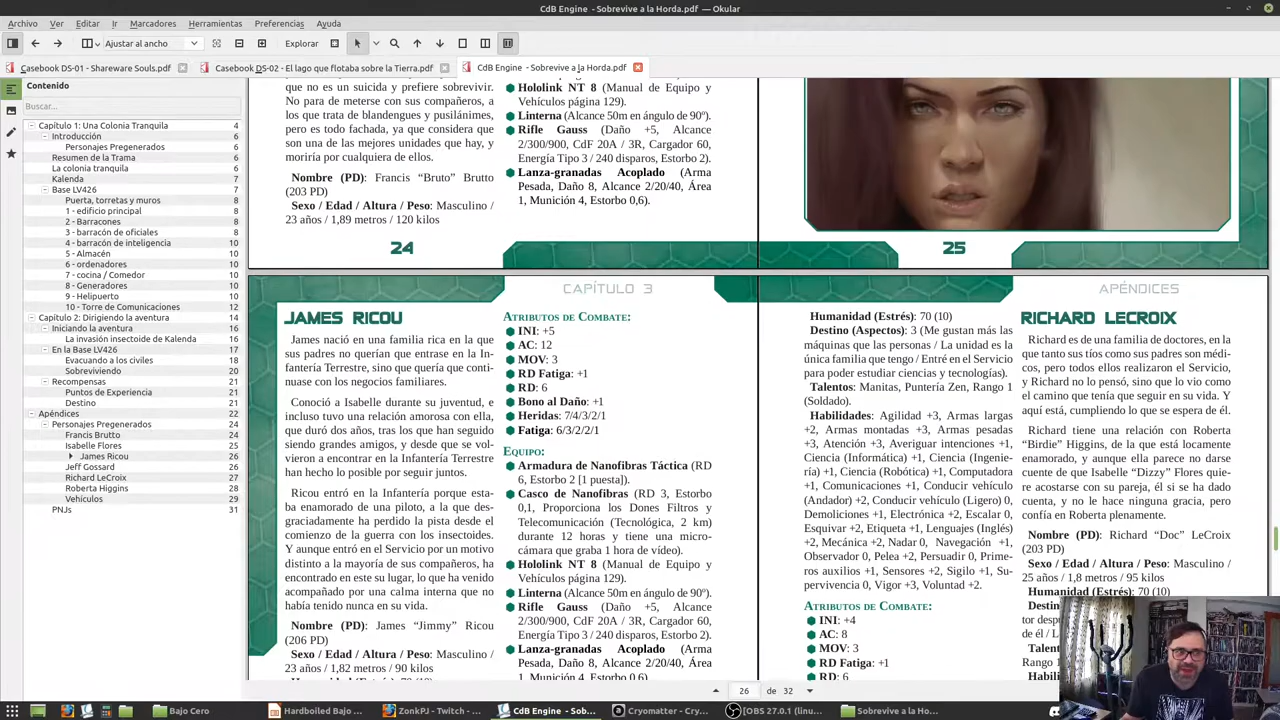 CdB Engine  - Sobrevive a la Horda.pdf — Okular
Archivo Ver Editar Ir Marcadores Herramientas Preferencias Ayuda
Ajustar al ancho Explorar
Casebook DS-01 - Shareware Souls.pdf Casebook DS-02 - El lago que flotaba sobre la Tierra.pdf CdB Engine  - Sobrevive a la Horda.pdf
Contenido
Buscar...
Capítulo 1: Una Colonia Tranquila 4
Introducción 6
Personajes Pregenerados 6
Resumen de la Trama 6
La colonia tranquila 6
Kalenda 7
Base LV426 7
Puerta, torretas y muros 8
1 - edificio principal 8
2 - Barracones 8
3 - barracón de oficiales 8
4 - barracón de inteligencia 10
5 - Almacén 10
6 - ordenadores 10
7 - cocina / Comedor 10
8 - Generadores 10
9 - Helipuerto 10
10 - Torre de Comunicaciones 12
Capítulo 2: Dirigiendo la aventura 14
Iniciando la aventura 16
La invasión insectoide de Kalenda 16
En la Base LV426 17
Evacuando a los civiles 18
Sobreviviendo 20
Recompensas 21
Puntos de Experiencia 21
Destino 21
Apéndices 22
Personajes Pregenerados 24
Francis Brutto 24
Isabelle Flores 25
James Ricou 26
Jeff Gossard 26
Richard LeCroix 27
Roberta Higgins 28
Vehículos 29
PNJs 31
que no es un suicida y prefiere sobrevivir.
No para de meterse con sus compañeros, a
los que trata de blandengues y pusilánimes,
pero es todo fachada, ya que considera que
son una de las mejores unidades que hay, y
moriría por cualquiera de ellos.
Nombre (PD): Francis “Bruto” Brutto
(203 PD)
Sexo / Edad / Altura / Peso: Masculino /
23 años / 1,89 metros / 120 kilos
24
Hololink NT 8 (Manual de Equipo y
Vehículos página 129).
Linterna (Alcance 50m en ángulo de 90º).
Rifle Gauss (Daño +5, Alcance
2/300/900, CdF 20A / 3R, Cargador 60,
Energía Tipo 3 / 240 disparos, Estorbo 2).
Lanza-granadas Acoplado (Arma
Pesada, Daño 8, Alcance 2/20/40, Área
1, Munición 4, Estorbo 0,6).
25
CAPÍTULO 3
JAMES RICOU
James nació en una familia rica en la que
sus padres no querían que entrase en la In-
fantería Terrestre, sino que quería que conti-
nuase con los negocios familiares.
Conoció a Isabelle durante su juventud, e
incluso tuvo una relación amorosa con ella,
que duró dos años, tras los que han seguido
siendo grandes amigos, y desde que se vol-
vieron a encontrar en la Infantería Terrestre
han hecho lo posible por seguir juntos.
Ricou entró en la Infantería porque esta-
ba enamorado de una piloto, a la que des-
graciadamente ha perdido la pista desde el
comienzo de la guerra con los insectoides.
Y aunque entró en el Servicio por un motivo
distinto a la mayoría de sus compañeros, ha
encontrado en este su lugar, lo que ha venido
acompañado por una calma interna que no
había tenido nunca en su vida.
Nombre (PD): James “Jimmy” Ricou
(206 PD)
Sexo / Edad / Altura / Peso: Masculino /
23 años / 1,82 metros / 90 kilos
ATRIBUTOS DE COMBATE:
INI: +5
AC: 12
MOV: 3
RD Fatiga: +1
RD: 6
Bono al Daño: +1
Heridas: 7/4/3/2/1
Fatiga: 6/3/2/2/1
EQUIPO:
Armadura de Nanofibras Táctica (RD
6, Estorbo 2 [1 puesta]).
Casco de Nanofibras (RD 3, Estorbo
0,1, Proporciona los Dones Filtros y
Telecomunicación (Tecnológica, 2 km)
durante 12 horas y tiene una micro-
cámara que graba 1 hora de vídeo).
Hololink NT 8 (Manual de Equipo y
Vehículos página 129).
Linterna (Alcance 50m en ángulo de 90º).
Rifle Gauss (Daño +5, Alcance
2/300/900, CdF 20A / 3R, Cargador 60,
Energía Tipo 3 / 240 disparos, Estorbo 2).
Lanza-granadas Acoplado (Arma
Pesada, Daño 8, Alcance 2/20/40, Área
1, Munición 4, Estorbo 0,6).
APÉNDICES
Humanidad (Estrés): 70 (10)
Destino (Aspectos): 3 (Me gustan más las
máquinas que las personas / La unidad es la
única familia que tengo / Entré en el Servicio
para poder estudiar ciencias y tecnologías).
Talentos: Manitas, Puntería Zen, Rango 1
(Soldado).
Habilidades: Agilidad +3, Armas largas
+2, Armas montadas +3, Armas pesadas
+3, Atención +3, Averiguar intenciones +1,
Ciencia (Informática) +1, Ciencia (Ingenie-
ría) +1, Ciencia (Robótica) +1, Computadora
+1, Comunicaciones +1, Conducir vehículo
(Andador) +2, Conducir vehículo (Ligero) 0,
Demoliciones +1, Electrónica +2, Escalar 0,
Esquivar +2, Etiqueta +1, Lenguajes (Inglés)
+2, Mecánica +2, Nadar 0, Navegación +1,
Observador 0, Pelea +2, Persuadir 0, Prime-
ros auxilios +1, Sensores +2, Sigilo +1, Su-
pervivencia 0, Vigor +3, Voluntad +2.
ATRIBUTOS DE COMBATE:
INI: +4
AC: 8
MOV: 3
RD Fatiga: +1
RD: 6
RICHARD LECROIX
Richard es de una familia de doctores, en la
que tanto sus tíos como sus padres son médi-
cos, pero todos ellos realizaron el Servicio,
y Richard no lo pensó, sino que lo vio como
el camino que tenía que seguir en su vida. Y
aquí está, cumpliendo lo que se espera de él.
Richard tiene una relación con Roberta
“Birdie” Higgins, de la que está locamente
enamorado, y aunque ella parece no darse
cuente de que Isabelle “Dizzy” Flores quie-
re acostarse con su pareja, él si se ha dado
cuenta, y no le hace ninguna gracia, pero
confía en Roberta plenamente.
Nombre (PD): Richard “Doc” LeCroix
(203 PD)
Sexo / Edad / Altura / Peso: Masculino /
25 años / 1,8 metros / 95 kilos
Humanidad (Estrés): 70 (10)
Destin
tor despu
de él / L
Talent
Rango 1
Habili
26 de 32
Bajo Cero Hardboiled Bajo ... ZonkPJ - Twitch - ... CdB Engine - Sob... Cryomatter - Crypt... [OBS 27.0.1 (linu... Sobrevive a la Ho...